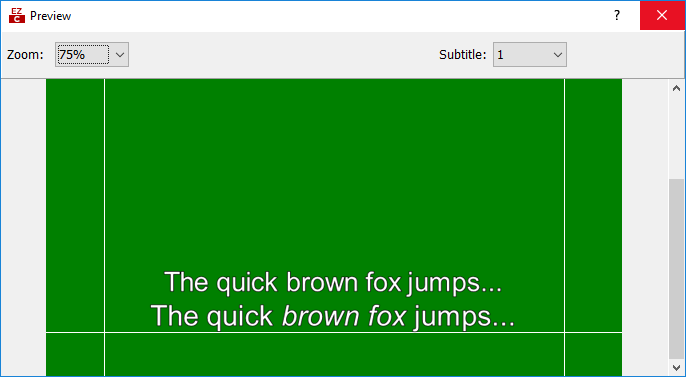 EZ
C
Preview
?
Zoom: 75% Subtitle: 1
The quick brown fox jumps...
The quick brown fox jumps...